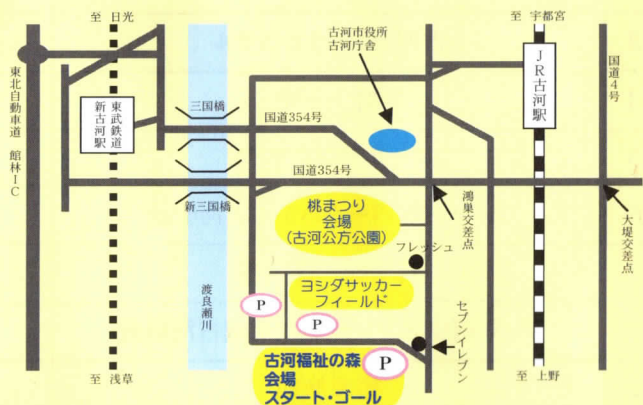 至 日光
至 宇都宮
古河市役所
古河庁舎
JR古河駅
国道4号
東北自動車道 館林IC
東武鉄道
新古河駅
三国橋
国道354号
国道354号
新三国橋
桃まつり
会場
(古河公方公園)
鴻巣交差点
大堤交差点
フレッシュ
ヨシダサッカー
フィールド
渡良瀬川
P
P
セブンイレブン
古河福祉の森
会場
スタート・ゴール
P
至 浅草
至 上野